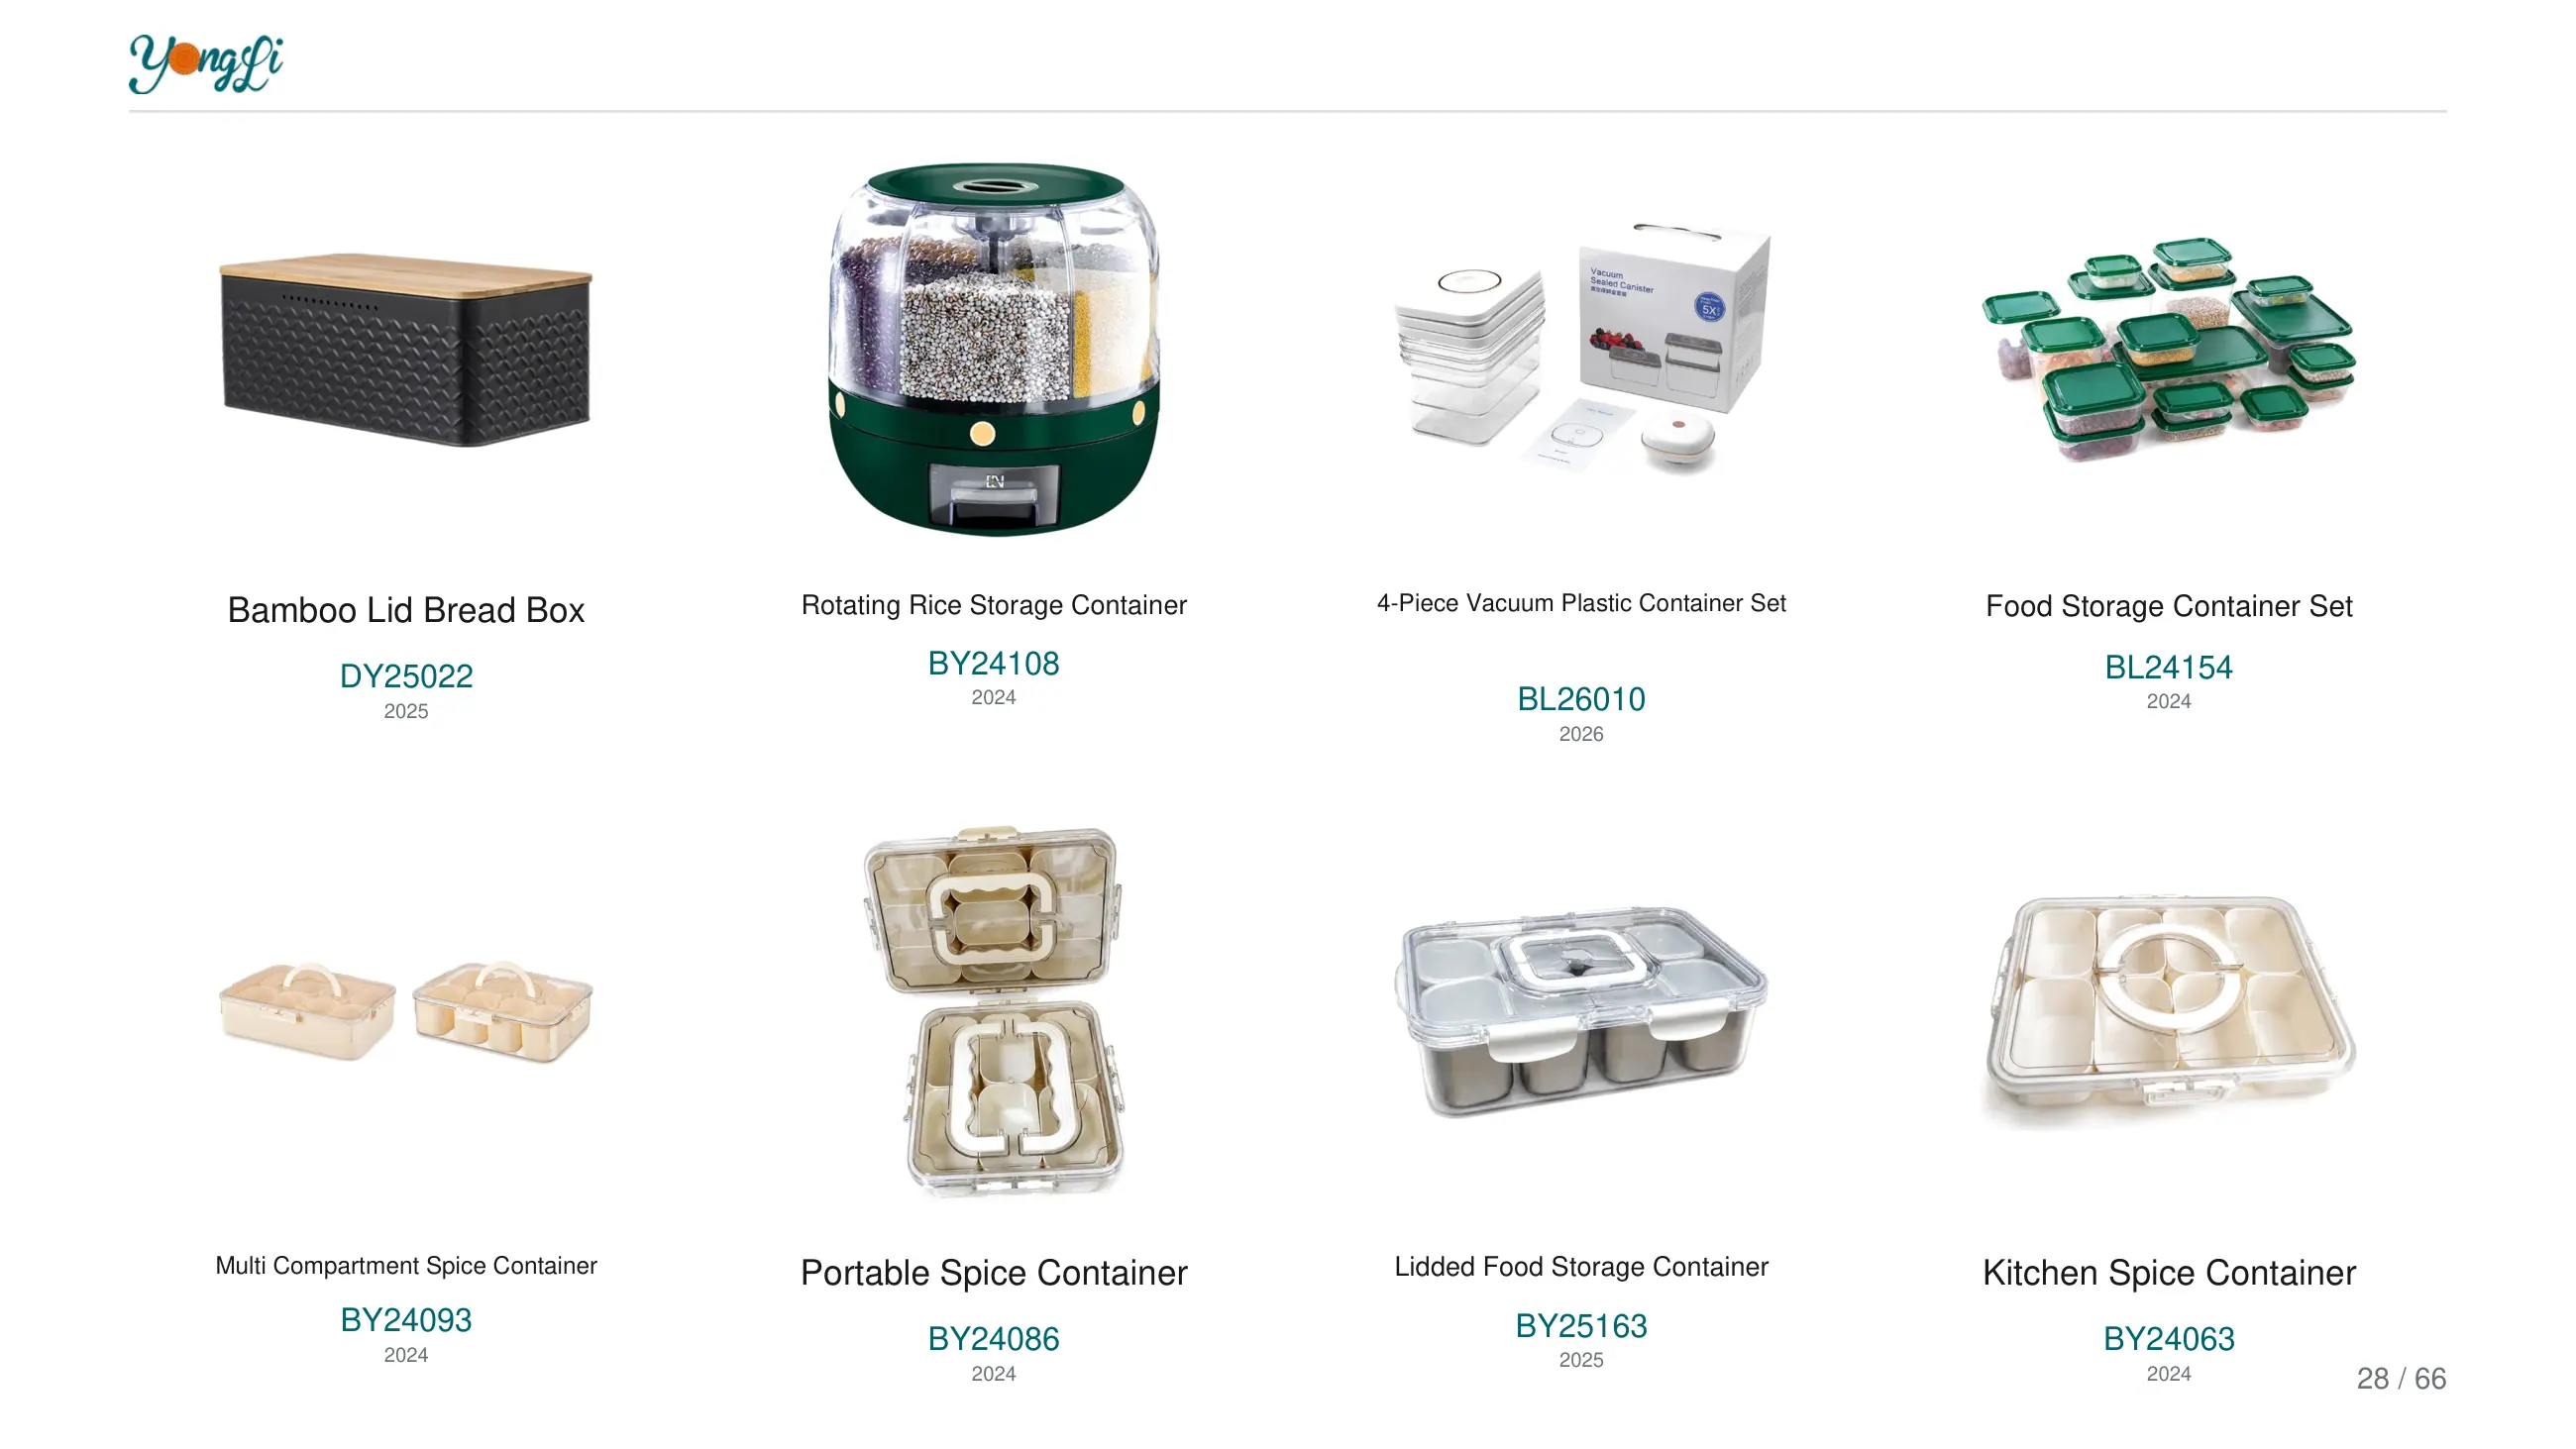 YongLi
Vacuum
Sealed Canister
5X
Bamboo Lid Bread Box
DY25022
2025
Rotating Rice Storage Container
BY24108
2024
4-Piece Vacuum Plastic Container Set
BL26010
2026
Food Storage Container Set
BL24154
2024
Multi Compartment Spice Container
BY24093
2024
Portable Spice Container
BY24086
2024
Lidded Food Storage Container
BY25163
2025
Kitchen Spice Container
BY24063
2024
28 / 66